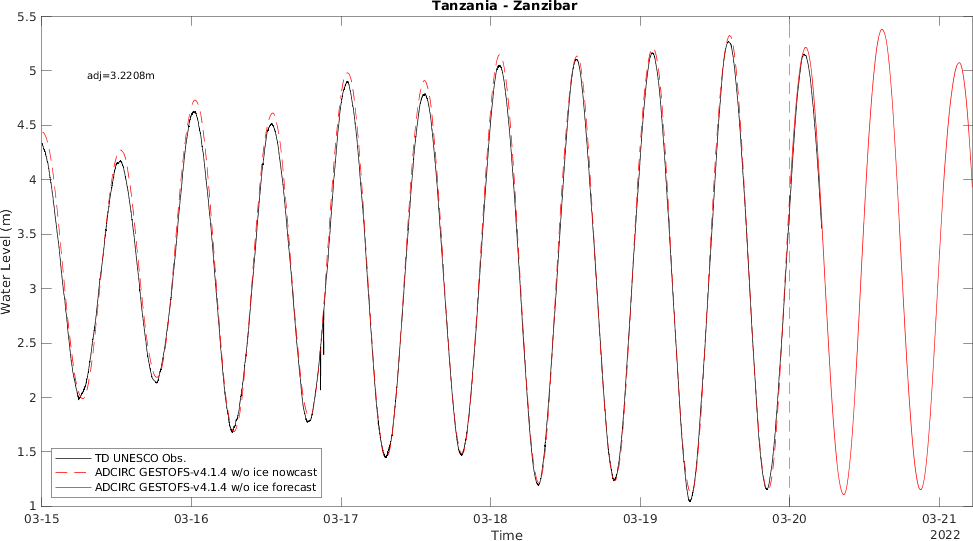 Tanzania - Zanzibar
adj=3.2208m
Water Level (m)
5.5
5
4.5
4
3.5
3
2.5
2
1.5
1
TD UNESCO Obs.
ADCIRC GESTOFS-v4.1.4 w/o ice nowcast
ADCIRC GESTOFS-v4.1.4 w/o ice forecast
03-15 03-16 03-17 03-18 03-19 03-20 03-21
Time
2022